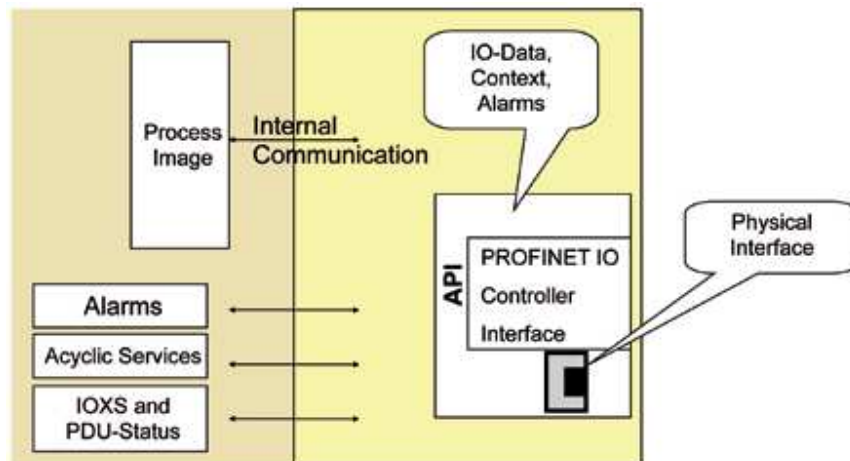 IO-Data,
Context,
Alarms
Process
Image
Internal
Communication
Physical
Interface
API
PROFINET IO
Controller
Interface
Alarms
Acyclic Services
IOXS and
PDU-Status